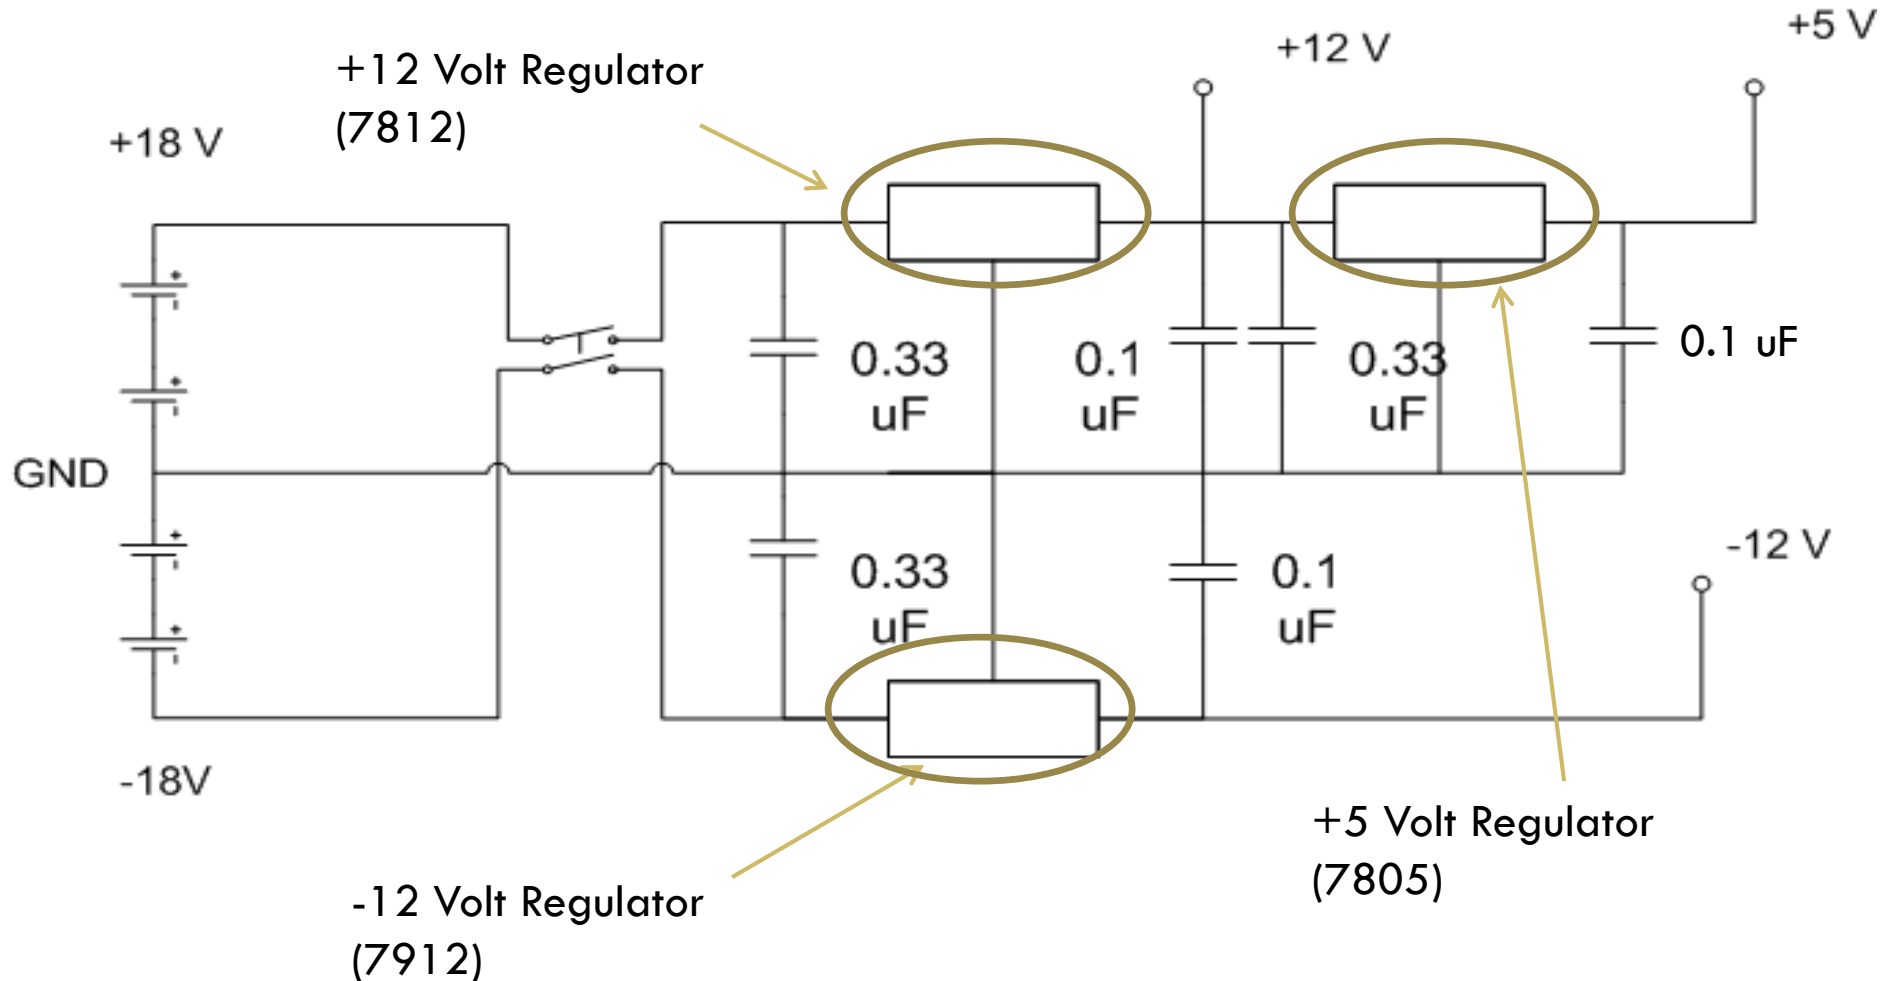 +5 V
+12 V
+12 Volt Regulator
(7812)
+18 V
0.33
uF
0.1
uF
0.33
uF
0.1 uF
GND
-12 V
0.33
uF
0.1
uF
-18V
+5 Volt Regulator
(7805)
-12 Volt Regulator
(7912)